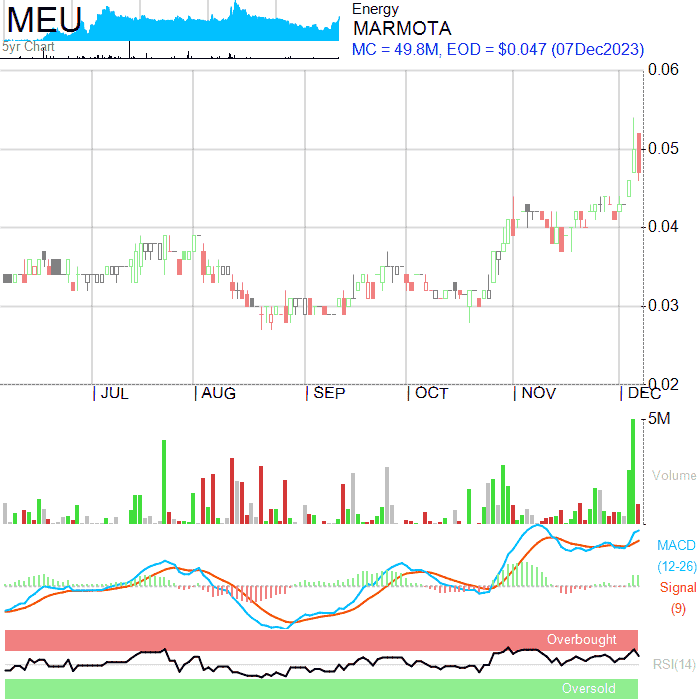 MEU
5yr Chart
Energy
MARMOTA
MC = 49.8M, EOD = $0.047 (07Dec2023)
0.06
0.05
0.04
0.03
0.02
JUL AUG SEP OCT NOV DEC
5M
Volume
MACD
(12-26)
Signal
(9)
Overbought
RSI(14)
Oversold